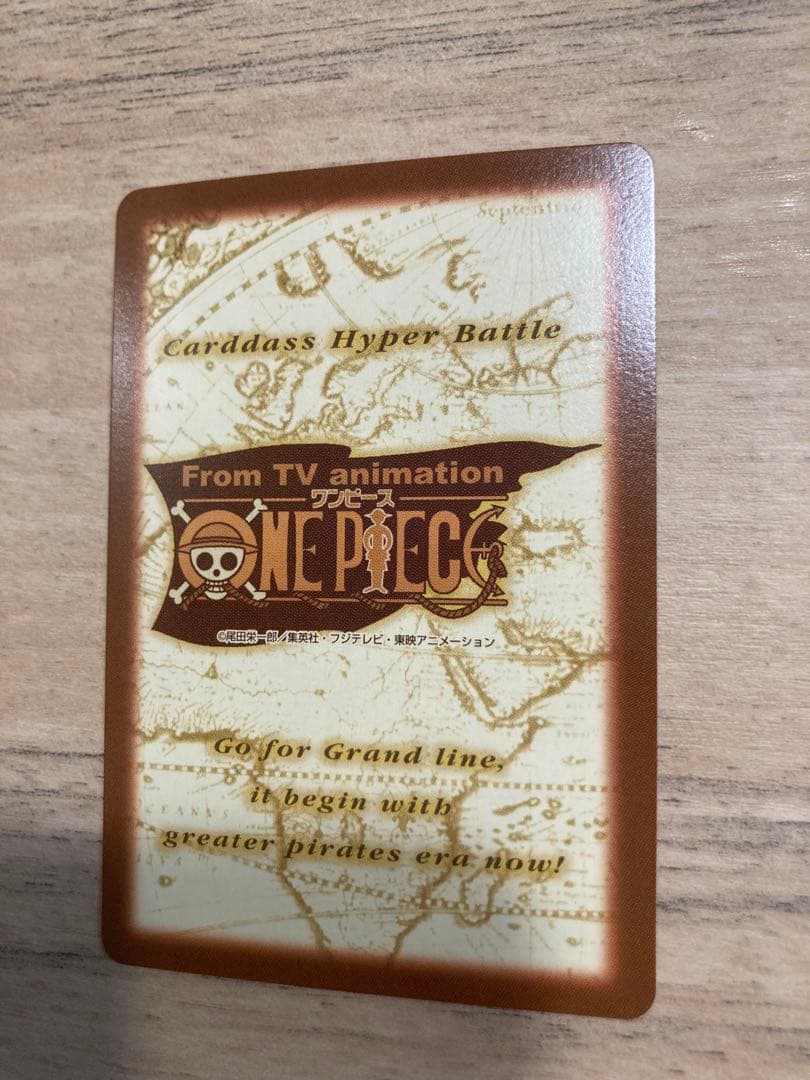 Septentrio
Carddass Hyper Battle
From TV animation
ワンピース
ONE PIECE
©尾田栄一郎/集英社・フジテレビ・東映アニメーション
Go for Grand line,
it begin with
greater pirates era now!